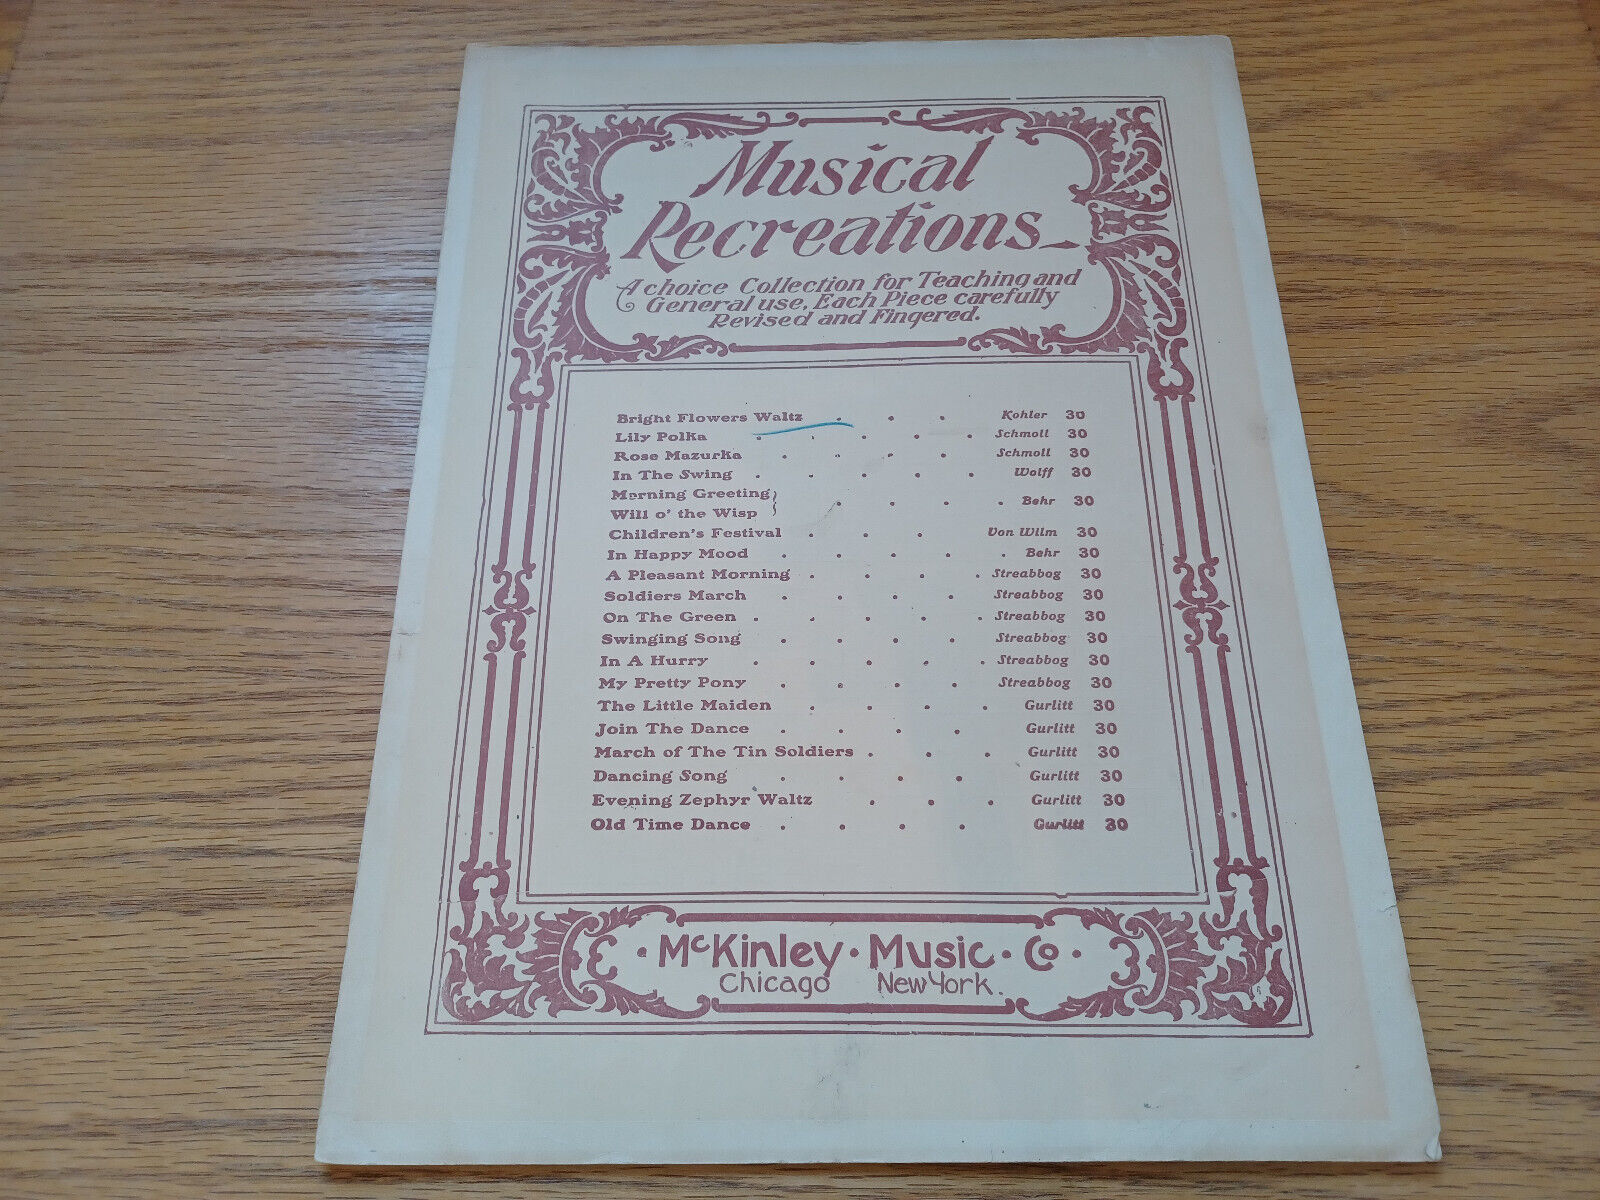 Musical
Recreations
A choice Collection for Teaching and
General use. Each Piece carefully
Revised and Fingered.
Bright Flowers Waltz . . . Kohler 30
Lily Polka . . . . . Schmoll 30
Rose Mazurka . . . . Schmoll 30
In The Swing . . . . . Wolff 30
Morning Greeting
Will o' the Wisp } . . . . Behr 30
Children's Festival . . . Von Wilm 30
In Happy Mood . . . . . Behr 30
A Pleasant Morning . . . . Streabbog 30
Soldiers March . . . . Streabbog 30
On The Green . . . . . Streabbog 30
Swinging Song . . . . Streabbog 30
In A Hurry . . . . . Streabbog 30
My Pretty Pony . . . . Streabbog 30
The Little Maiden . . . . Gurlitt 30
Join The Dance . . . . Gurlitt 30
March of The Tin Soldiers . . . Gurlitt 30
Dancing Song . . . . Gurlitt 30
Evening Zephyr Waltz . . . Gurlitt 30
Old Time Dance . . . . Gurlitt 30
· McKinley · Music · Co ·
Chicago New York.